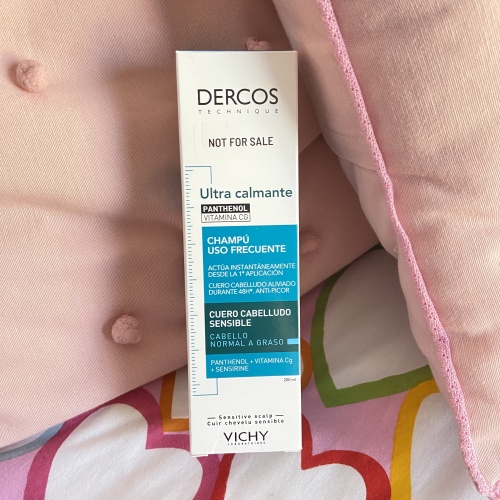 DERCOS
TECHNIQUE
NOT FOR SALE
Ultra calmante
PANTHENOL
VITAMINA CG
CHAMPÚ
USO FRECUENTE
ACTÚA INSTANTÁNEAMENTE
DESDE LA 1ª APLICACIÓN
CUERO CABELLUDO ALIVIADO
DURANTE 48H*. ANTI-PICOR
CUERO CABELLUDO
SENSIBLE
CABELLO
NORMAL A GRASO
PANTHENOL + VITAMINA Cg
+ SENSIRINE
200 ml
Sensitive scalp
Cuir chevelu sensible
VICHY
LABORATOIRES